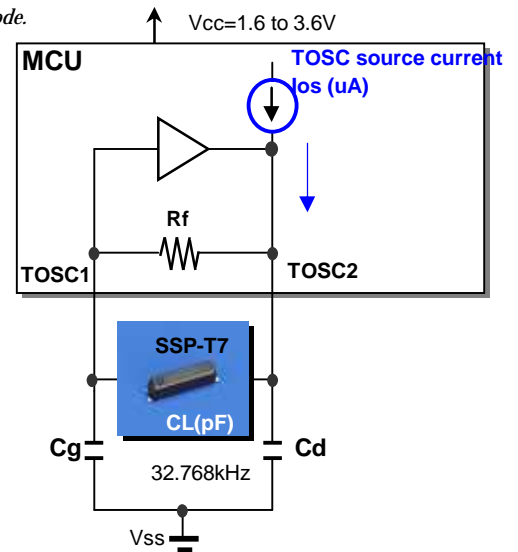 ode.
Vcc=1.6 to 3.6V
MCU
TOSC source current
Ios (uA)
Rf
TOSC1
TOSC2
SSP-T7
CL(pF)
Cg
Cd
32.768kHz
Vss